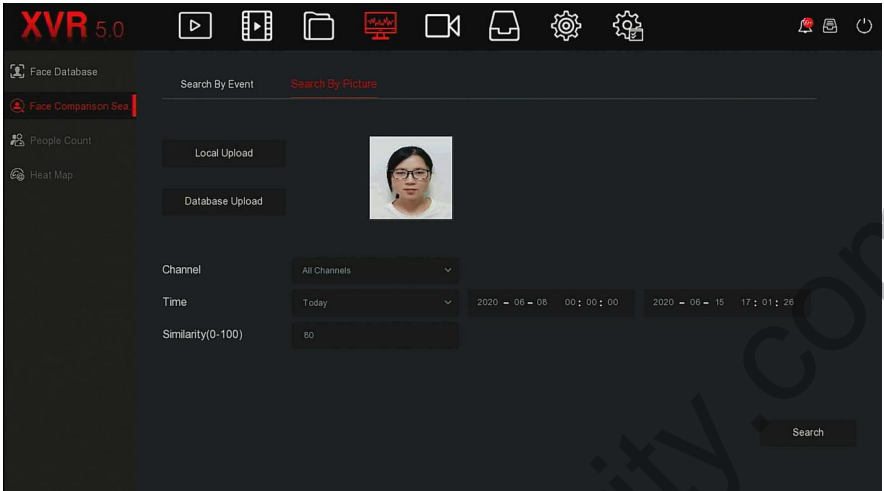 XVR 5.0
Face Database
Search By Event
Search By Picture
Face Comparison Sea
People Count
Local Upload
Heat Map
Database Upload
Channel
All Channels
Time
Today
2020 - 06 - 08 00 : 00 : 00
2020 - 06 - 15 17 : 01 : 26
Similarity(0-100)
80
Search
ity.com